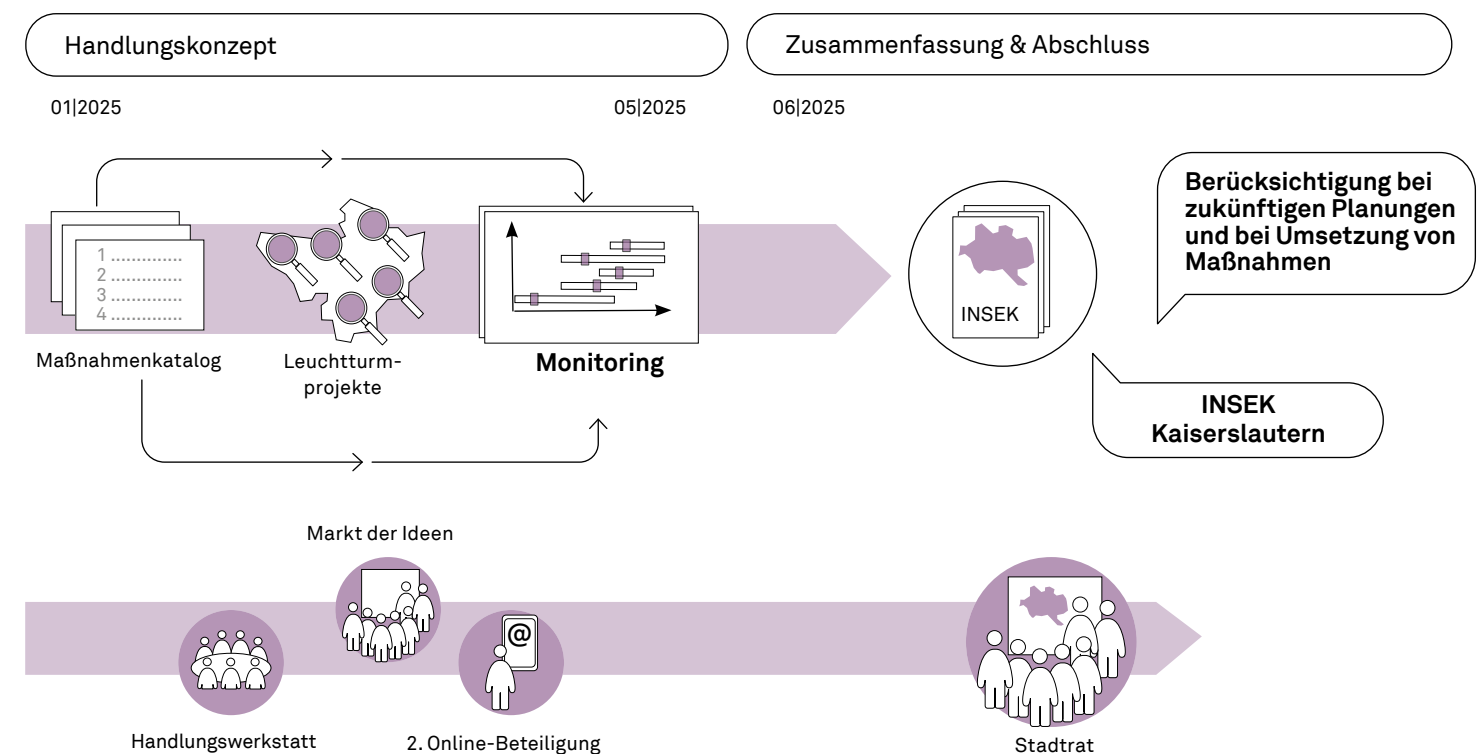 Handlungskonzept
Zusammenfassung & Abschluss
01|2025
05|2025
06|2025
1 ..............
2 ..............
3 ..............
4 ..............
Maßnahmenkatalog
Leuchtturm-
projekte
Monitoring
INSEK
Berücksichtigung bei
zukünftigen Planungen
und bei Umsetzung von
Maßnahmen
INSEK
Kaiserslautern
Markt der Ideen
@
Handlungswerkstatt
2. Online-Beteiligung
Stadtrat